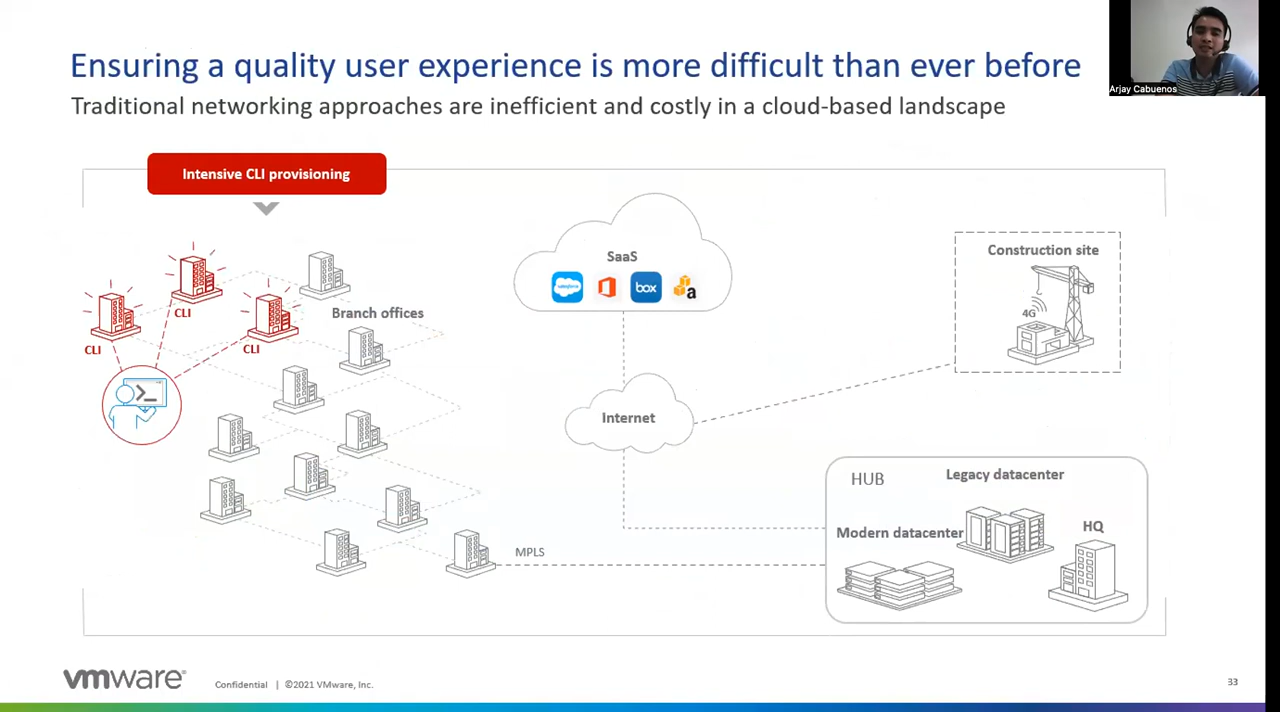 Ensuring a quality user experience is more difficult than ever before
Traditional networking approaches are inefficient and costly in a cloud-based landscape
Arjay Cabuenos
Intensive CLI provisioning
SaaS
salesforce
box
a
Construction site
4G
Branch offices
CLI
CLI
CLI
>_
Internet
HUB
Legacy datacenter
Modern datacenter
HQ
MPLS
vmware®
Confidential | ©2021 VMware, Inc.
33